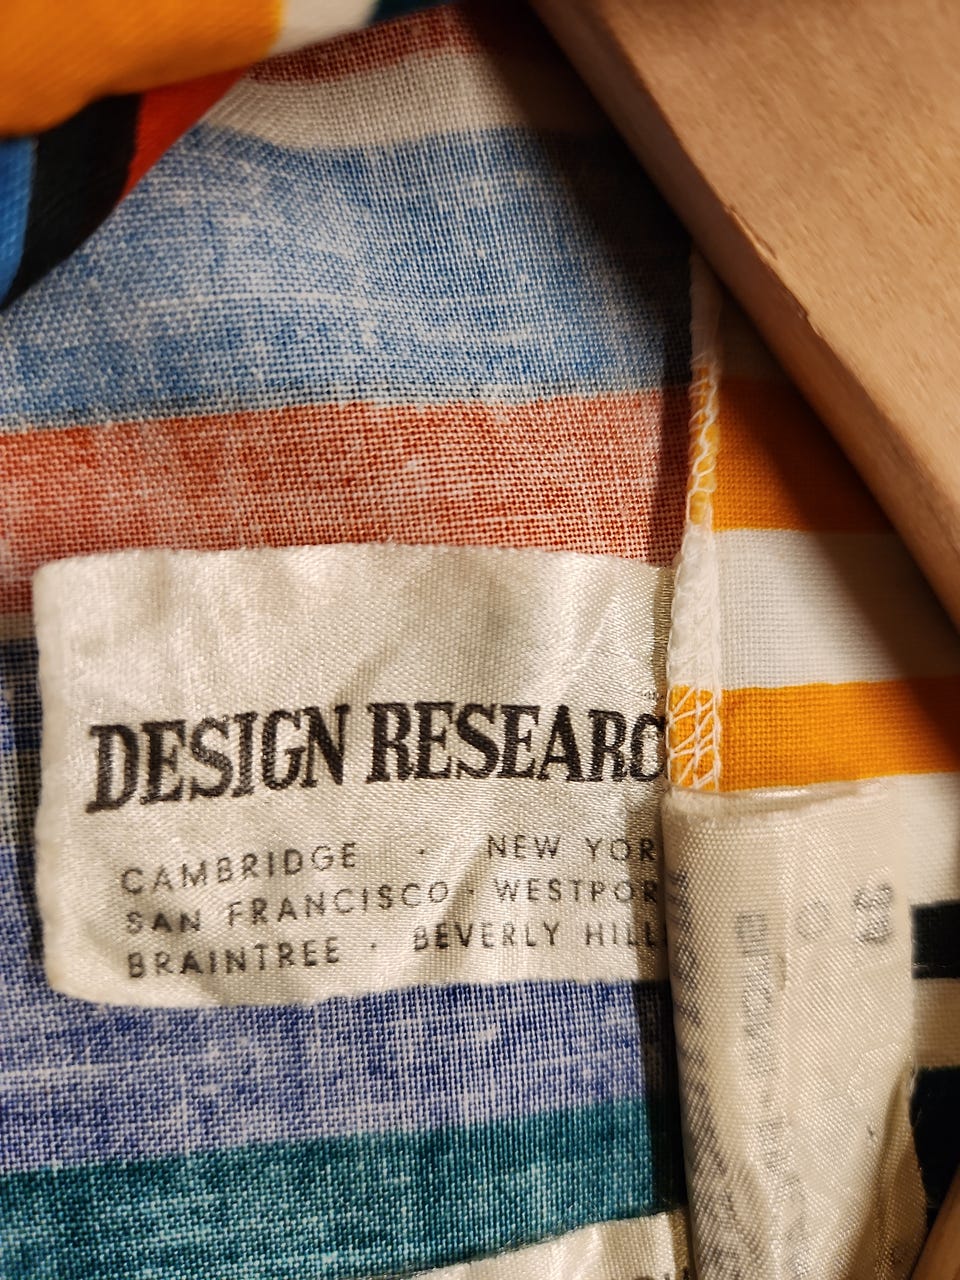 DESIGN RESEARC
CAMBRIDGE · NEW YOR
SAN FRANCISCO · WESTPOR
BRAINTREE · BEVERLY HILL